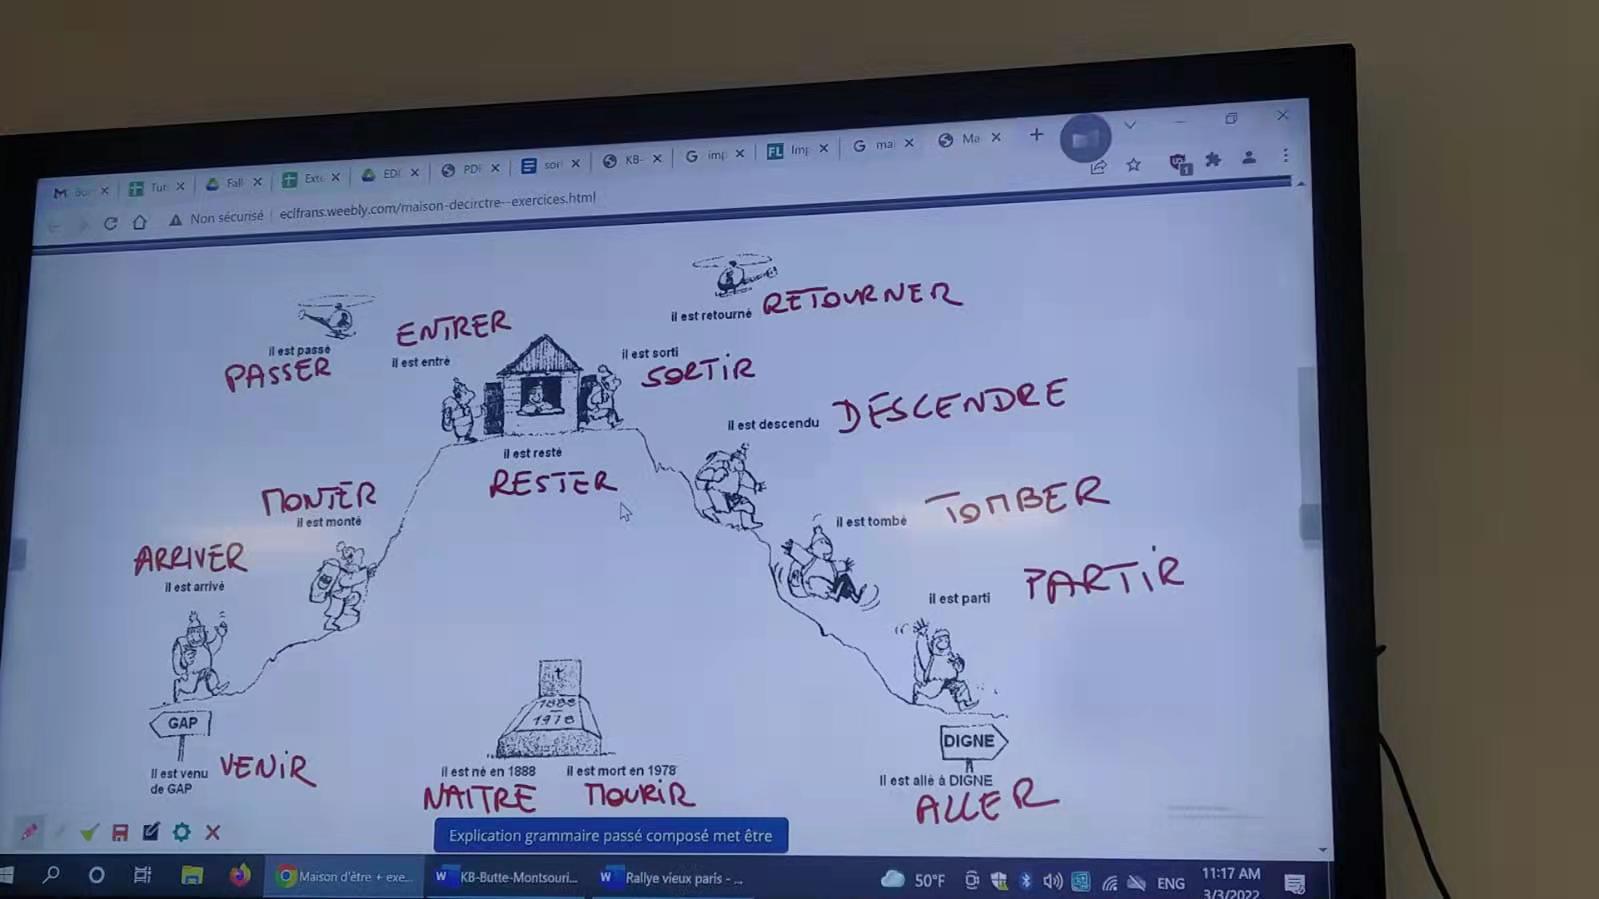 Tut
Fall
Exte
EDI
PDF
sor
KB-
imp
FL
Imp
mai
Ma
Non sécurisé
eclfrans.weebly.com/maison-decirctre--exercices.html
1
il est passé
PASSER
ENTRER
il est entré
il est retourné
RETOURNER
il est sorti
SORTIR
il est descendu
DESCENDRE
il est resté
RESTER
MONTER
il est monté
il est tombé
TOMBER
ARRIVER
il est arrivé
il est parti
PARTIR
GAP
1888
1978
DIGNE
Il est venu
de GAP
VENIR
il est né en 1888
NAITRE
il est mort en 1978
MOURIR
Il est allé à DIGNE
ALLER
Explication grammaire passé composé met être
Maison d'être + exe...
KB-Butte-Montsouri...
Rallye vieux paris - ...
50°F
ENG
11:17 AM
3/3/2022